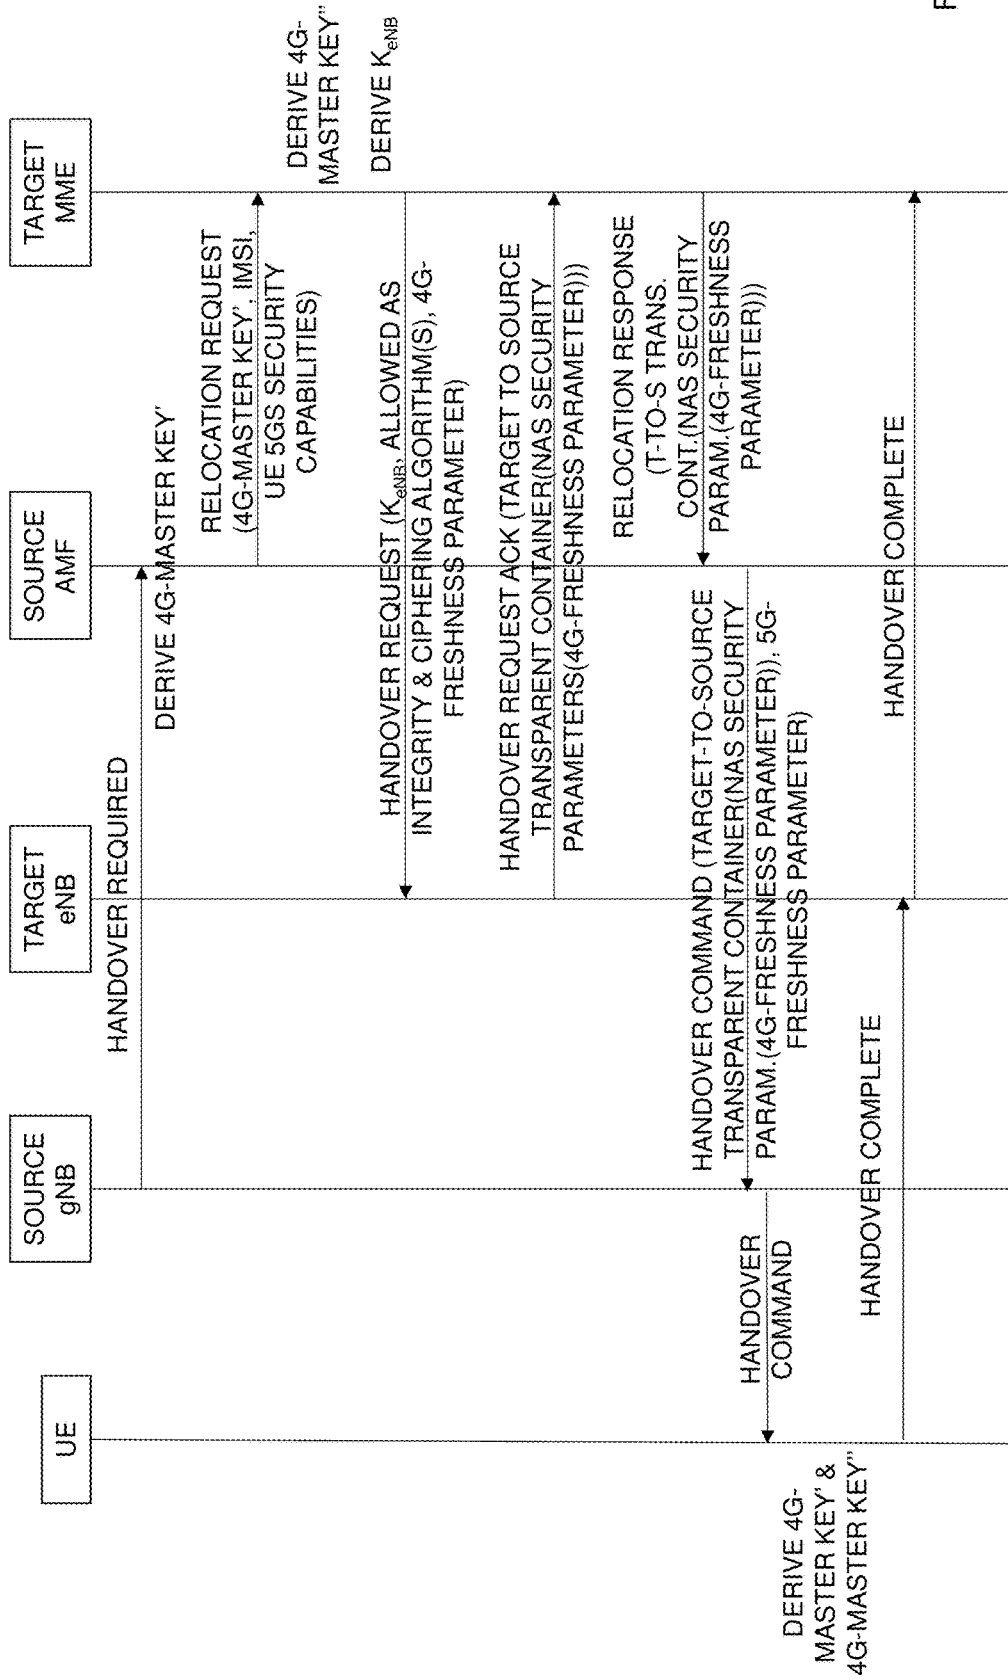 UE
SOURCE
gNB
TARGET
eNB
SOURCE
AMF
TARGET
MME
HANDOVER REQUIRED
DERIVE 4G-MASTER KEY'
RELOCATION REQUEST
(4G-MASTER KEY', IMSI,
UE 5GS SECURITY
CAPABILITIES)
DERIVE 4G-
MASTER KEY"
DERIVE KeNB
HANDOVER REQUEST (KeNB, ALLOWED AS
INTEGRITY & CIPHERING ALGORITHM(S), 4G-
FRESHNESS PARAMETER)
HANDOVER REQUEST ACK (TARGET TO SOURCE
TRANSPARENT CONTAINER(NAS SECURITY
PARAMETERS(4G-FRESHNESS PARAMETER)))
RELOCATION RESPONSE
(T-TO-S TRANS.
CONT.(NAS SECURITY
PARAM.(4G-FRESHNESS
PARAMETER)))
HANDOVER COMMAND (TARGET-TO-SOURCE
TRANSPARENT CONTAINER(NAS SECURITY
PARAM.(4G-FRESHNESS PARAMETER)), 5G-
FRESHNESS PARAMETER)
HANDOVER
COMMAND
DERIVE 4G-
MASTER KEY' &
4G-MASTER KEY"
HANDOVER COMPLETE
HANDOVER COMPLETE